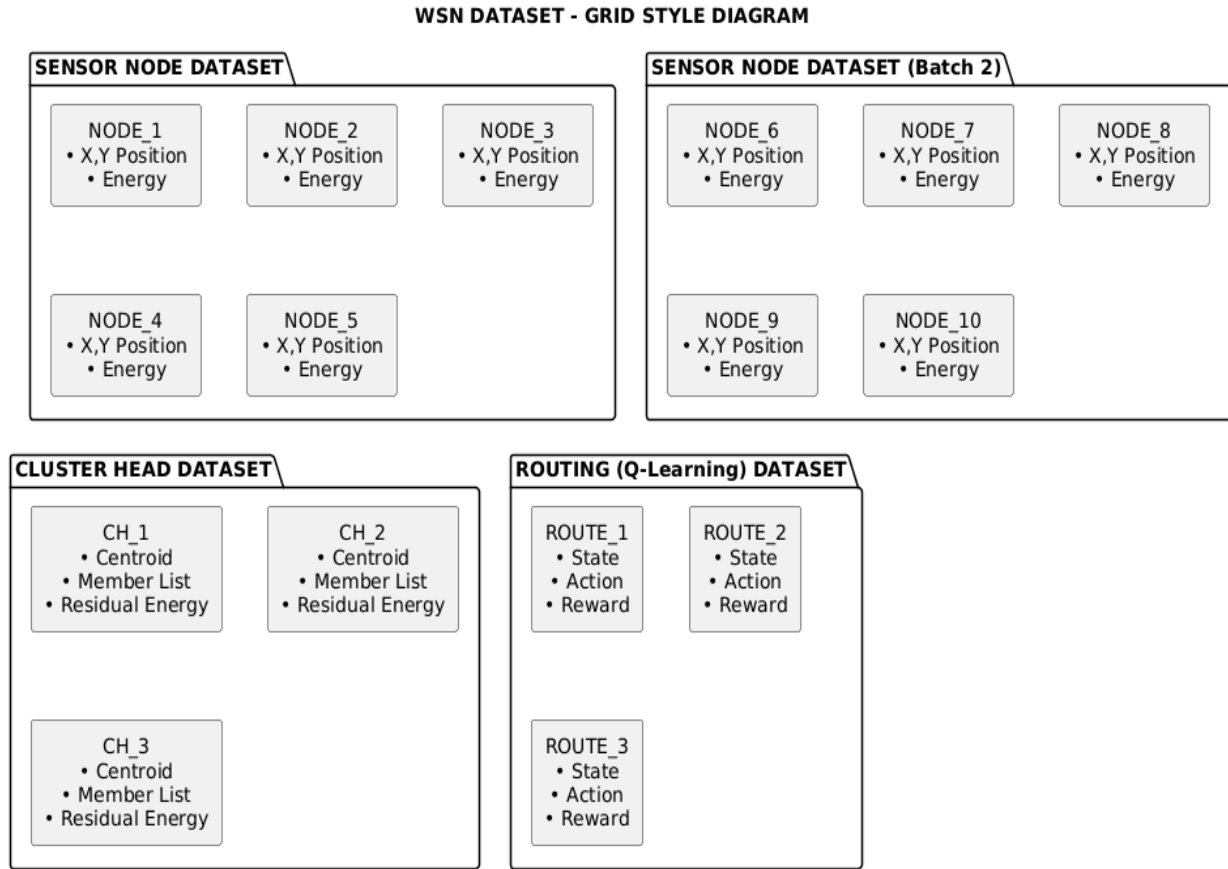 WSN DATASET - GRID STYLE DIAGRAM
SENSOR NODE DATASET
NODE_1
• X,Y Position
• Energy
NODE_2
• X,Y Position
• Energy
NODE_3
• X,Y Position
• Energy
NODE_4
• X,Y Position
• Energy
NODE_5
• X,Y Position
• Energy
SENSOR NODE DATASET (Batch 2)
NODE_6
• X,Y Position
• Energy
NODE_7
• X,Y Position
• Energy
NODE_8
• X,Y Position
• Energy
NODE_9
• X,Y Position
• Energy
NODE_10
• X,Y Position
• Energy
CLUSTER HEAD DATASET
CH_1
• Centroid
• Member List
• Residual Energy
CH_2
• Centroid
• Member List
• Residual Energy
CH_3
• Centroid
• Member List
• Residual Energy
ROUTING (Q-Learning) DATASET
ROUTE_1
• State
• Action
• Reward
ROUTE_2
• State
• Action
• Reward
ROUTE_3
• State
• Action
• Reward